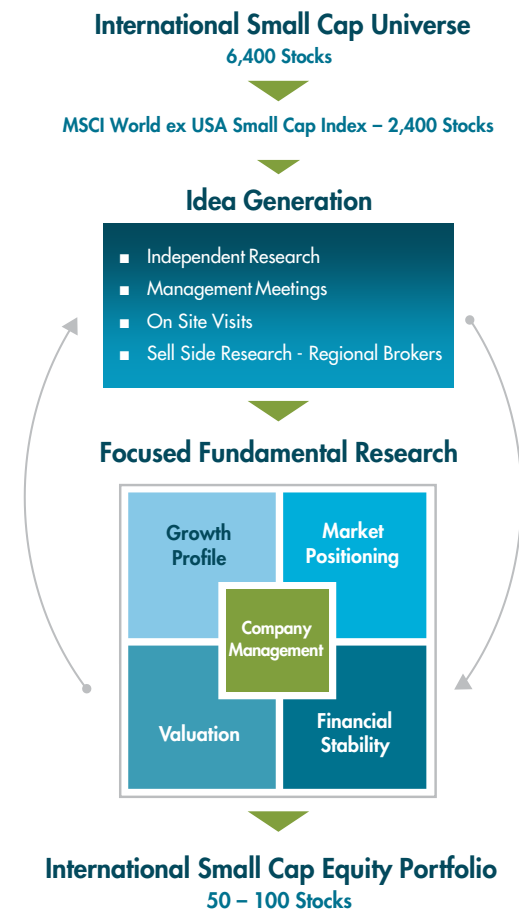 International Small Cap Universe
6,400 Stocks
MSCI World ex USA Small Cap Index – 2,400 Stocks
Idea Generation
■ Independent Research
■ Management Meetings
■ On Site Visits
■ Sell Side Research - Regional Brokers
Focused Fundamental Research
Growth
Profile
Market
Positioning
Company
Management
Valuation
Financial
Stability
International Small Cap Equity Portfolio
50 – 100 Stocks